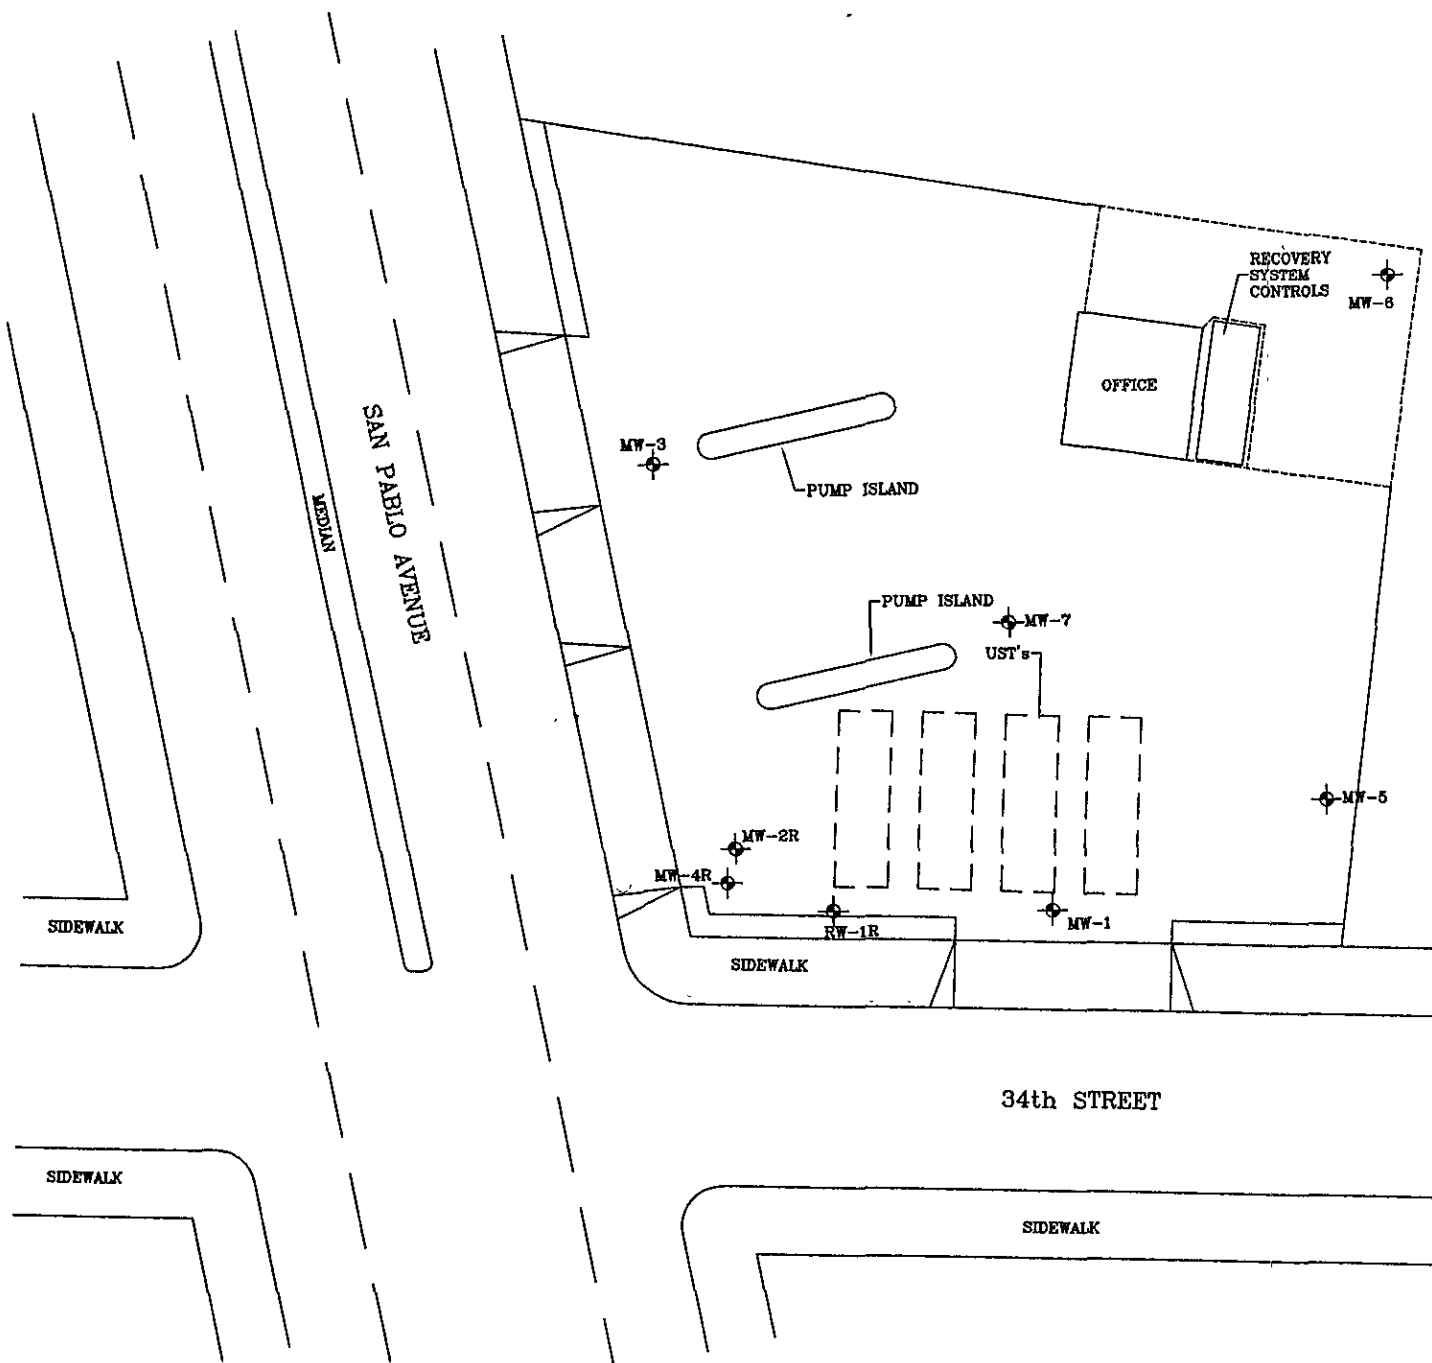 RECOVERY
SYSTEM
CONTROLS
MW-6
OFFICE
SAN PABLO AVENUE
MW-3
PUMP ISLAND
MEDIAN
PUMP ISLAND
MW-7
UST's
MW-5
MW-2R
MW-4R
RW-1R
MW-1
SIDEWALK
SIDEWALK
34th STREET
SIDEWALK
SIDEWALK